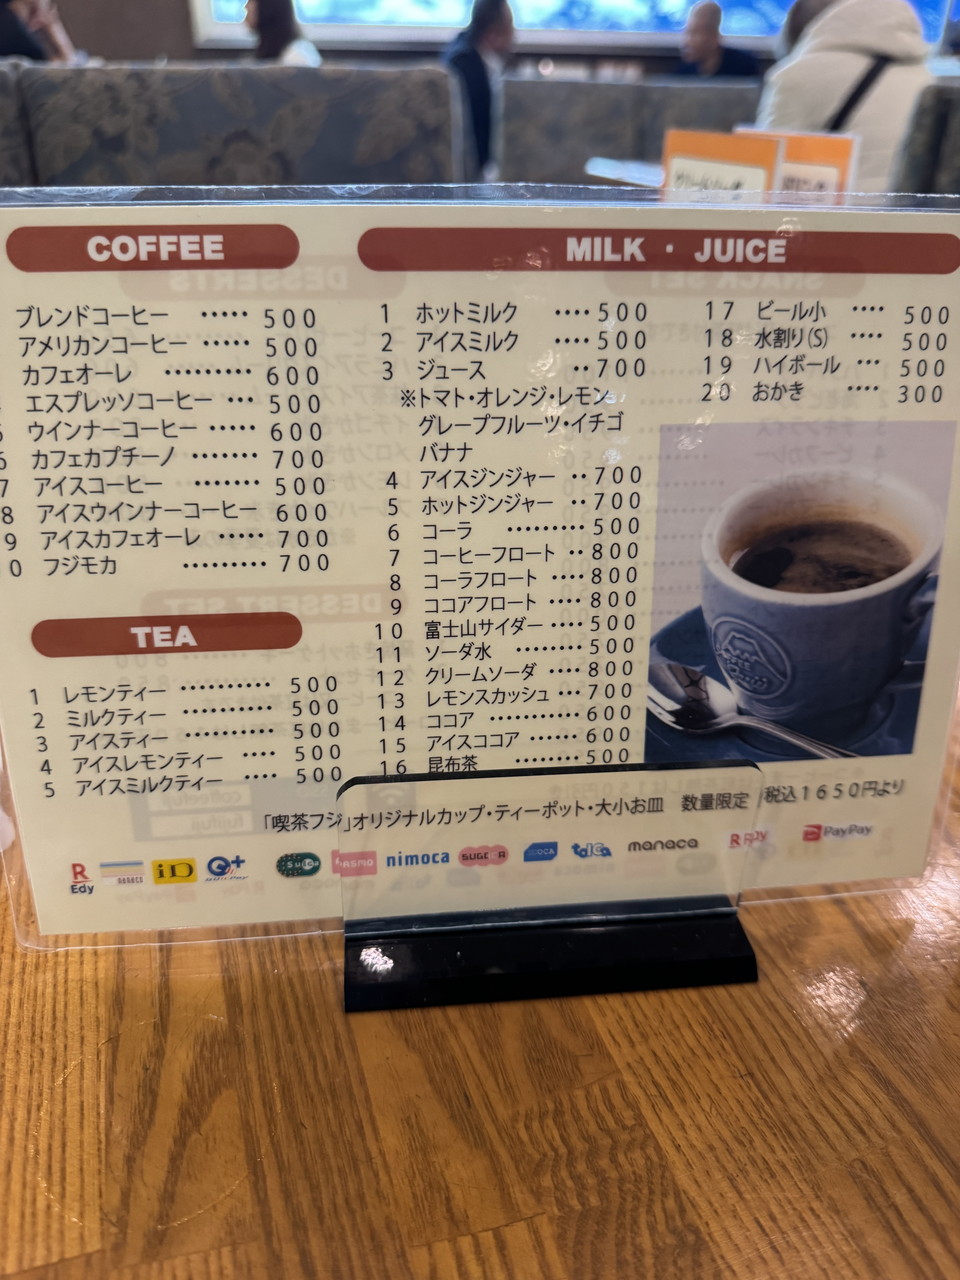 COFFEE
ブレンドコーヒー ····· 500
アメリカンコーヒー ····· 500
カフェオーレ ········· 600
エスプレッソコーヒー ··· 500
ウインナーコーヒー ····· 600
6 カフェカプチーノ ······· 700
7 アイスコーヒー ······· 500
8 アイスウインナーコーヒー 600
9 アイスカフェオーレ ····· 700
0 フジモカ ········· 700
TEA
1 レモンティー ·········· 500
2 ミルクティー ·········· 500
3 アイスティー ·········· 500
4 アイスレモンティー ···· 500
5 アイスミルクティー ···· 500
MILK · JUICE
1 ホットミルク ···· 500
2 アイスミルク ···· 500
3 ジュース ·· 700
※トマト・オレンジ・レモン
グレープフルーツ・イチゴ
バナナ
4 アイスジンジャー ·· 700
5 ホットジンジャー ·· 700
6 コーラ ········· 500
7 コーヒーフロート ·· 800
8 コーラフロート ···· 800
9 ココアフロート ···· 800
10 富士山サイダー ···· 500
11 ソーダ水 ········ 500
12 クリームソーダ ···· 800
13 レモンスカッシュ ··· 700
14 ココア ·········· 600
15 アイスココア ······ 600
16 昆布茶 ········ 500
17 ビール小 ···· 500
18 水割り(S) ···· 500
19 ハイボール ··· 500
20 おかき ···· 300
「喫茶フジ」オリジナルカップ・ティーポット・大小お皿 数量限定 税込1650円より
R Edy nanaco iD QUICPay+ Suica PASMO nimoca SUGOCA ICOCA toica manaca R Pay PayPay